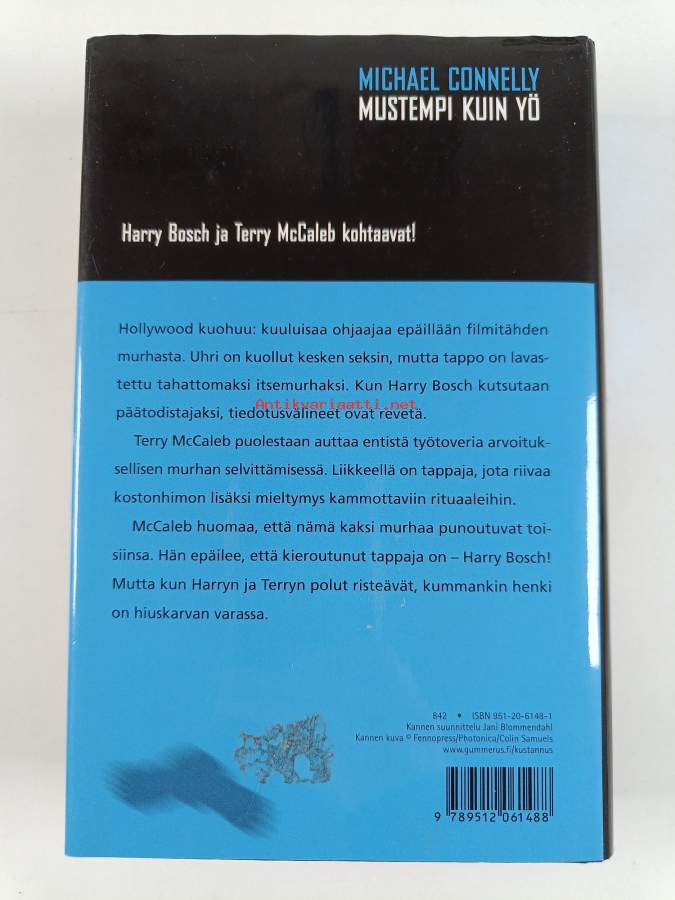 MICHAEL CONNELLY
MUSTEMPI KUIN YÖ
Harry Bosch ja Terry McCaleb kohtaavat!
Hollywood kuohuu: kuuluisaa ohjaajaa epäillään filmitähden
murhasta. Uhri on kuollut kesken seksin, mutta tappo on lavas-
tettu tahattomaksi itsemurhaksi. Kun Harry Bosch kutsutaan
Antikvariaatti.net
päätodistajaksi, tiedotusvälineet ovat revetä.
Terry McCaleb puolestaan auttaa entistä työtoveria arvoituk-
sellisen murhan selvittämisessä. Liikkeellä on tappaja, jota riivaa
kostonhimon lisäksi mieltymys kammottaviin rituaaleihin.
McCaleb huomaa, että nämä kaksi murhaa punoutuvat toi-
siinsa. Hän epäilee, että kieroutunut tappaja on – Harry Bosch!
Mutta kun Harryn ja Terryn polut risteävät, kummankin henki
on hiuskarvan varassa.
842 • ISBN 951-20-6148-1
Kannen suunnittelu Jani Blommendahl
Kannen kuva © Fennopress/Photonica/Colin Samuels
www.gummerus.fi/kustannus
9 789512 061488